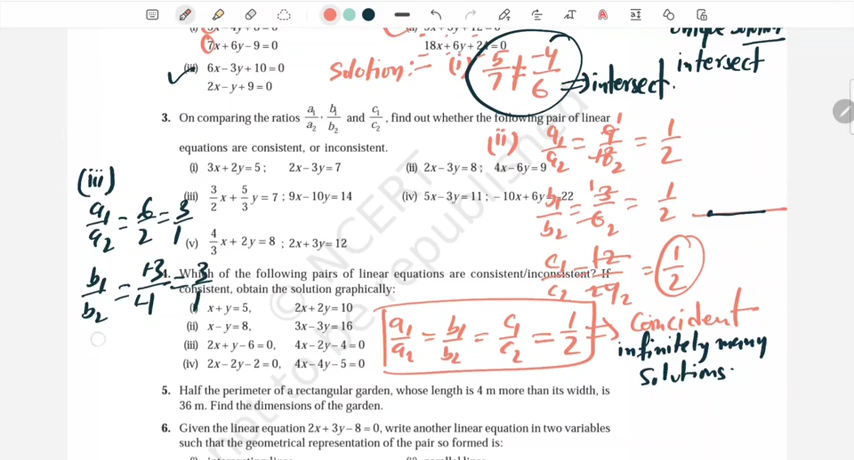 7x + 6y – 9 = 0
18x + 6y + 24 = 0
(iii) 6x – 3y + 10 = 0
2x – y + 9 = 0
Solution:- (i) 5/7 ≠ -4/6 ⇒ intersect.
intersect
3. On comparing the ratios a₁/a₂, b₁/b₂ and c₁/c₂, find out whether the following pair of linear
equations are consistent, or inconsistent.
(i) 3x + 2y = 5 ; 2x – 3y = 7 (ii) 2x – 3y = 8 ; 4x – 6y = 9
(iii) 3/2 x + 5/3 y = 7 ; 9x – 10y = 14 (iv) 5x – 3y = 11 ; – 10x + 6y = –22
(v) 4/3 x + 2y = 8 ; 2x + 3y = 12
(ii) a₁/a₂ = 9/18 = 1/2
b₁/b₂ = 3/6 = 1/2
c₁/c₂ = 12/24 = 1/2
a₁/a₂ = b₁/b₂ = c₁/c₂ = 1/2 ⇒ Coincident
infinitely many
solutions.
(iii)
a₁/a₂ = 6/2 = 3/1
b₁/b₂ = +3/+1 = 3/1
4. Which of the following pairs of linear equations are consistent/inconsistent? If
consistent, obtain the solution graphically:
(i) x + y = 5, 2x + 2y = 10
(ii) x – y = 8, 3x – 3y = 16
(iii) 2x + y – 6 = 0, 4x – 2y – 4 = 0
(iv) 2x – 2y – 2 = 0, 4x – 4y – 5 = 0
5. Half the perimeter of a rectangular garden, whose length is 4 m more than its width, is
36 m. Find the dimensions of the garden.
6. Given the linear equation 2x + 3y – 8 = 0, write another linear equation in two variables
such that the geometrical representation of the pair so formed is:
© NCERT
not to be republished